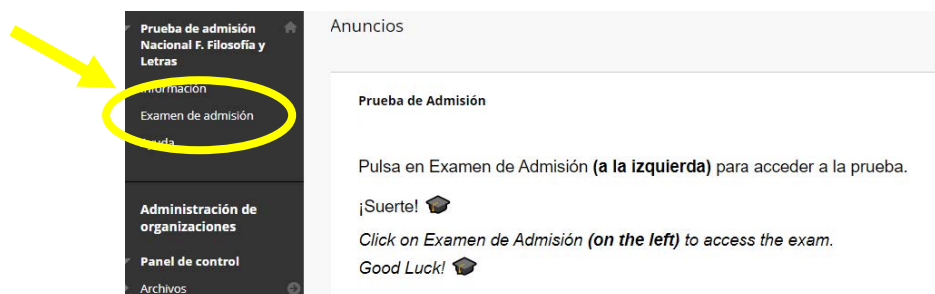 Prueba de admisión
Nacional F. Filosofía y
Letras
Información
Examen de admisión
Ayuda
Administración de
organizaciones
Panel de control
Archivos
Anuncios
Prueba de Admisión
Pulsa en Examen de Admisión (a la izquierda) para acceder a la prueba.
¡Suerte!
Click on Examen de Admisión (on the left) to access the exam.
Good Luck!